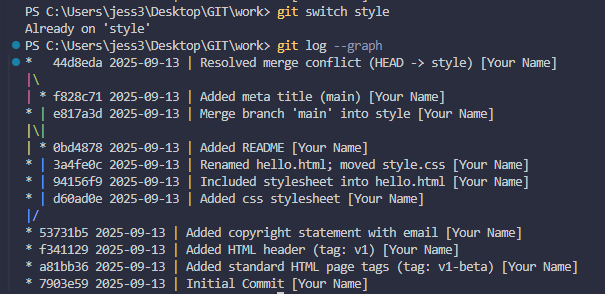 PS C:\Users\jess3\Desktop\GIT\work> git switch style
Already on 'style'
PS C:\Users\jess3\Desktop\GIT\work> git log --graph
*   44d8eda 2025-09-13 | Resolved merge conflict (HEAD -> style) [Your Name]
|\
| * f828c71 2025-09-13 | Added meta title (main) [Your Name]
* | e817a3d 2025-09-13 | Merge branch 'main' into style [Your Name]
|\|
| * 0bd4878 2025-09-13 | Added README [Your Name]
* | 3a4fe0c 2025-09-13 | Renamed hello.html; moved style.css [Your Name]
* | 94156f9 2025-09-13 | Included stylesheet into hello.html [Your Name]
* | d60ad0e 2025-09-13 | Added css stylesheet [Your Name]
|/
* 53731b5 2025-09-13 | Added copyright statement with email [Your Name]
* f341129 2025-09-13 | Added HTML header (tag: v1) [Your Name]
* a81bb36 2025-09-13 | Added standard HTML page tags (tag: v1-beta) [Your Name]
* 7903e59 2025-09-13 | Initial Commit [Your Name]